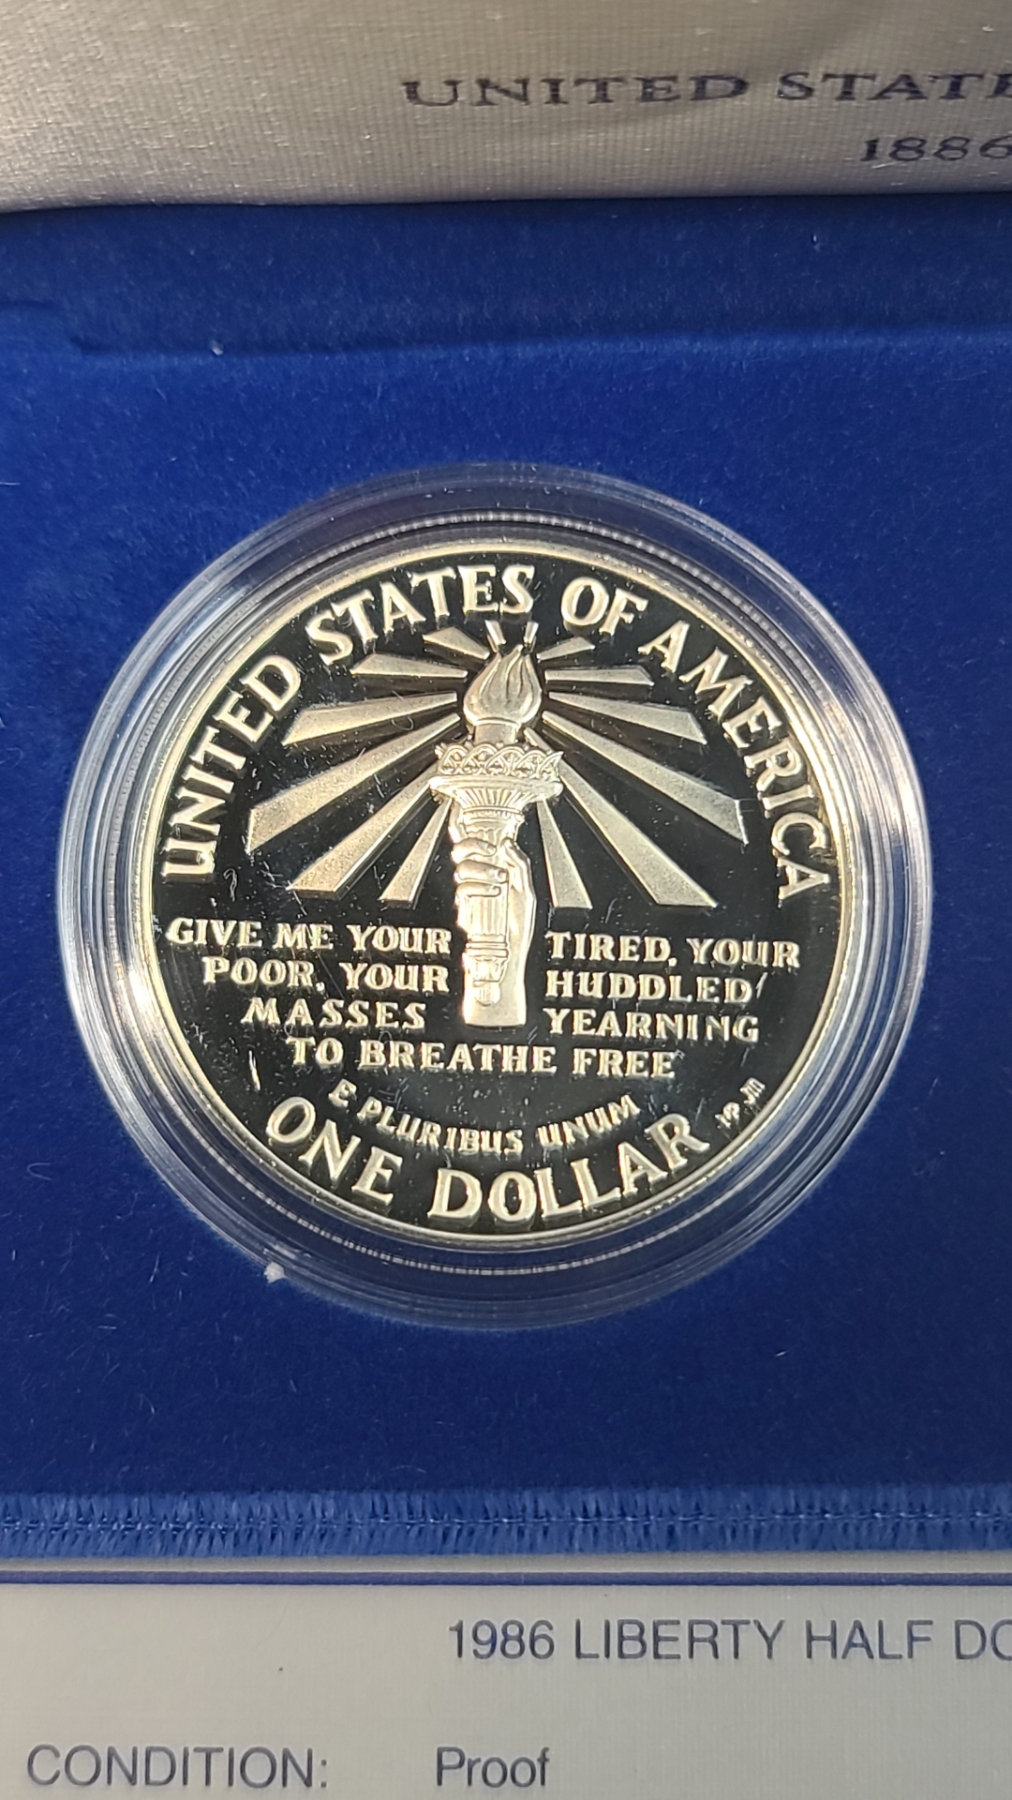 UNITED STATE
1886
UNITED STATES OF AMERICA
GIVE ME YOUR TIRED, YOUR
POOR, YOUR HUDDLED
MASSES YEARNING
TO BREATHE FREE
E PLURIBUS UNUM
ONE DOLLAR
1986 LIBERTY HALF DO
CONDITION: Proof